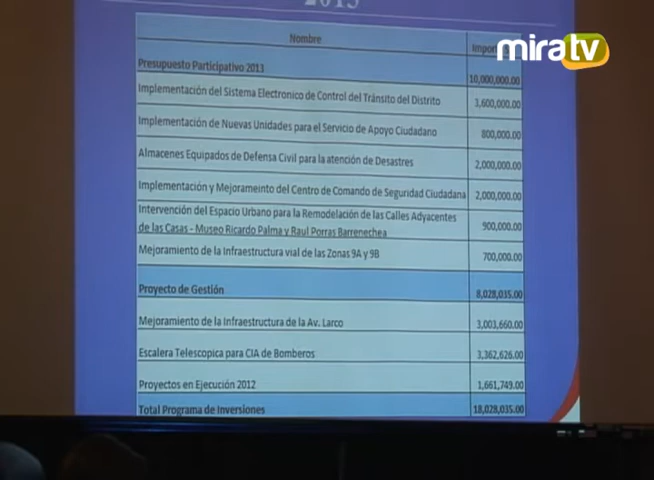 2013
mira tv
Nombre
Presupuesto Participativo 2013 10,000,000.00
Implementación del Sistema Electronico de Control del Tránsito del Distrito 3,600,000.00
Implementación de Nuevas Unidades para el Servicio de Apoyo Ciudadano 800,000.00
Almacenes Equipados de Defensa Civil para la atención de Desastres 2,000,000.00
Implementación y Mejorameinto del Centro de Comando de Seguridad Ciudadana 2,000,000.00
Intervención del Espacio Urbano para la Remodelación de las Calles Adyacentes
de las Casas - Museo Ricardo Palma y Raul Porras Barrenechea 900,000.00
Mejoramiento de la Infraestructura vial de las Zonas 9A y 9B 700,000.00
Proyecto de Gestión 8,028,035.00
Mejoramiento de la Infraestructura de la Av. Larco 3,003,660.00
Escalera Telescopica para CIA de Bomberos 3,362,626.00
Proyectos en Ejecución 2012 1,661,749.00
Total Programa de Inversiones 18,028,035.00